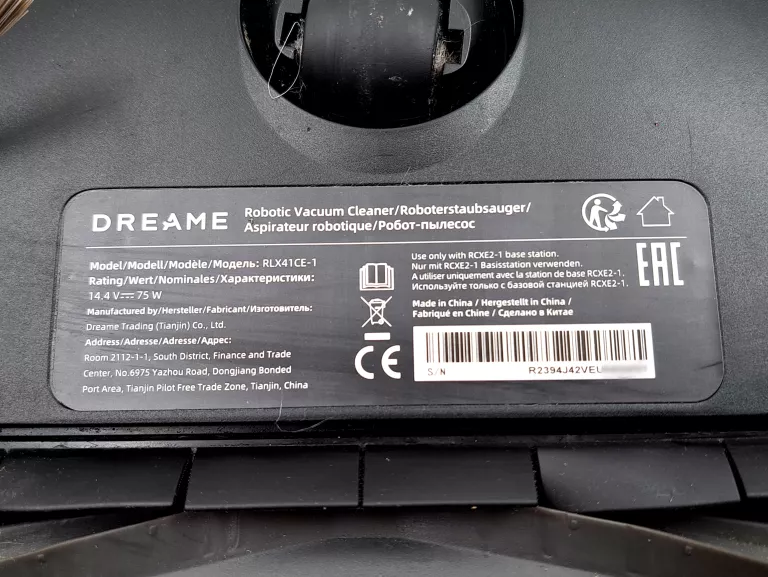 DREAME
Robotic Vacuum Cleaner/Roboterstaubsauger/
Aspirateur robotique/Робот-пылесос
Model/Modell/Modèle/Модель: RLX41CE-1
Rating/Wert/Nominales/Характеристики:
14.4 V⎓75 W
Manufactured by/Hersteller/Fabricant/Изготовитель:
Dreame Trading (Tianjin) Co., Ltd.
Address/Adresse/Adresse/Адрес:
Room 2112-1-1, South District, Finance and Trade
Center, No.6975 Yazhou Road, Dongjiang Bonded
Port Area, Tianjin Pilot Free Trade Zone, Tianjin, China
CE
Use only with RCXE2-1 base station.
Nur mit RCXE2-1 Basisstation verwenden.
A utiliser uniquement avec la station de base RCXE2-1.
Используйте только с базовой станцией RCXE2-1.
Made in China / Hergestellt in China /
Fabriqué en Chine / Сделано в Китае
EAC
S/N
R2394J42VEU